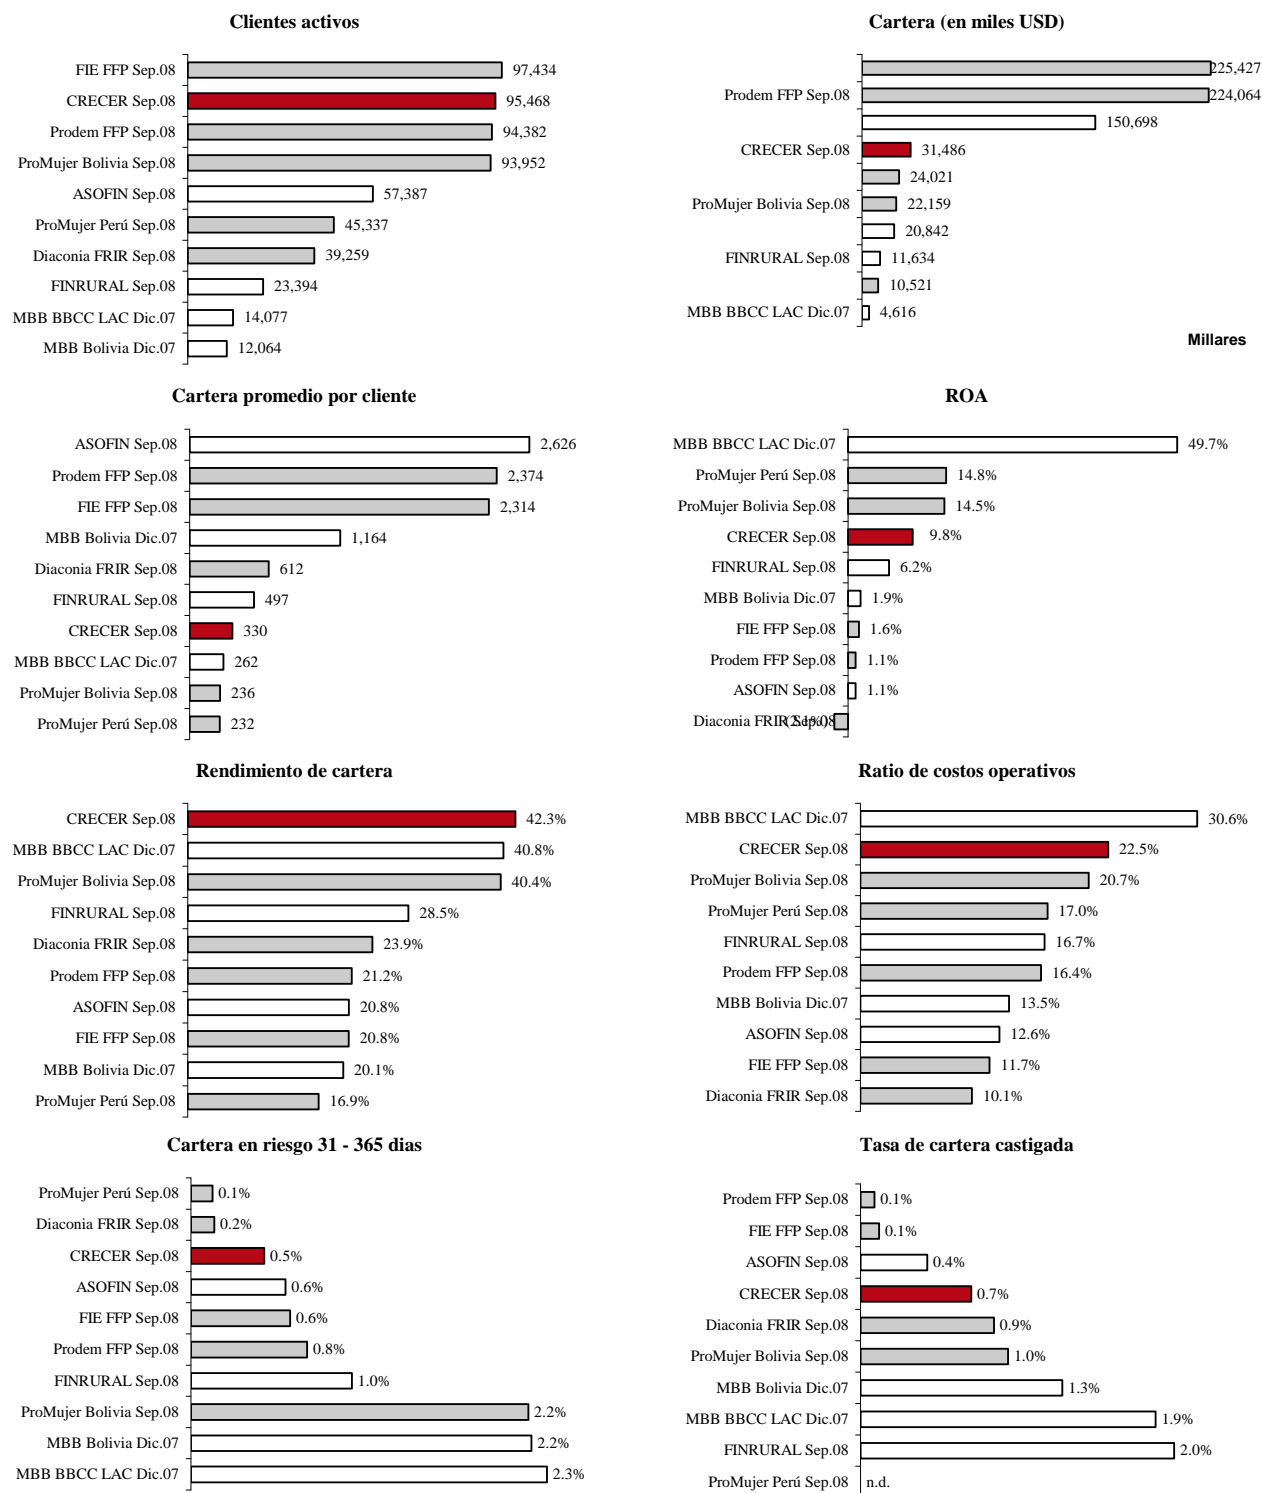 Clientes activos
FIE FFP Sep.08 97,434
CRECER Sep.08 95,468
Prodem FFP Sep.08 94,382
ProMujer Bolivia Sep.08 93,952
ASOFIN Sep.08 57,387
ProMujer Perú Sep.08 45,337
Diaconia FRIR Sep.08 39,259
FINRURAL Sep.08 23,394
MBB BBCC LAC Dic.07 14,077
MBB Bolivia Dic.07 12,064
Cartera (en miles USD)
225,427
Prodem FFP Sep.08 224,064
150,698
CRECER Sep.08 31,486
24,021
ProMujer Bolivia Sep.08 22,159
20,842
FINRURAL Sep.08 11,634
10,521
MBB BBCC LAC Dic.07 4,616
Millares
Cartera promedio por cliente
ASOFIN Sep.08 2,626
Prodem FFP Sep.08 2,374
FIE FFP Sep.08 2,314
MBB Bolivia Dic.07 1,164
Diaconia FRIR Sep.08 612
FINRURAL Sep.08 497
CRECER Sep.08 330
MBB BBCC LAC Dic.07 262
ProMujer Bolivia Sep.08 236
ProMujer Perú Sep.08 232
ROA
MBB BBCC LAC Dic.07 49.7%
ProMujer Perú Sep.08 14.8%
ProMujer Bolivia Sep.08 14.5%
CRECER Sep.08 9.8%
FINRURAL Sep.08 6.2%
MBB Bolivia Dic.07 1.9%
FIE FFP Sep.08 1.6%
Prodem FFP Sep.08 1.1%
ASOFIN Sep.08 1.1%
Diaconia FRIR Sep.08 (2.1%)
Rendimiento de cartera
CRECER Sep.08 42.3%
MBB BBCC LAC Dic.07 40.8%
ProMujer Bolivia Sep.08 40.4%
FINRURAL Sep.08 28.5%
Diaconia FRIR Sep.08 23.9%
Prodem FFP Sep.08 21.2%
ASOFIN Sep.08 20.8%
FIE FFP Sep.08 20.8%
MBB Bolivia Dic.07 20.1%
ProMujer Perú Sep.08 16.9%
Ratio de costos operativos
MBB BBCC LAC Dic.07 30.6%
CRECER Sep.08 22.5%
ProMujer Bolivia Sep.08 20.7%
ProMujer Perú Sep.08 17.0%
FINRURAL Sep.08 16.7%
Prodem FFP Sep.08 16.4%
MBB Bolivia Dic.07 13.5%
ASOFIN Sep.08 12.6%
FIE FFP Sep.08 11.7%
Diaconia FRIR Sep.08 10.1%
Cartera en riesgo 31 - 365 dias
ProMujer Perú Sep.08 0.1%
Diaconia FRIR Sep.08 0.2%
CRECER Sep.08 0.5%
ASOFIN Sep.08 0.6%
FIE FFP Sep.08 0.6%
Prodem FFP Sep.08 0.8%
FINRURAL Sep.08 1.0%
ProMujer Bolivia Sep.08 2.2%
MBB Bolivia Dic.07 2.2%
MBB BBCC LAC Dic.07 2.3%
Tasa de cartera castigada
Prodem FFP Sep.08 0.1%
FIE FFP Sep.08 0.1%
ASOFIN Sep.08 0.4%
CRECER Sep.08 0.7%
Diaconia FRIR Sep.08 0.9%
ProMujer Bolivia Sep.08 1.0%
MBB Bolivia Dic.07 1.3%
MBB BBCC LAC Dic.07 1.9%
FINRURAL Sep.08 2.0%
ProMujer Perú Sep.08 n.d.